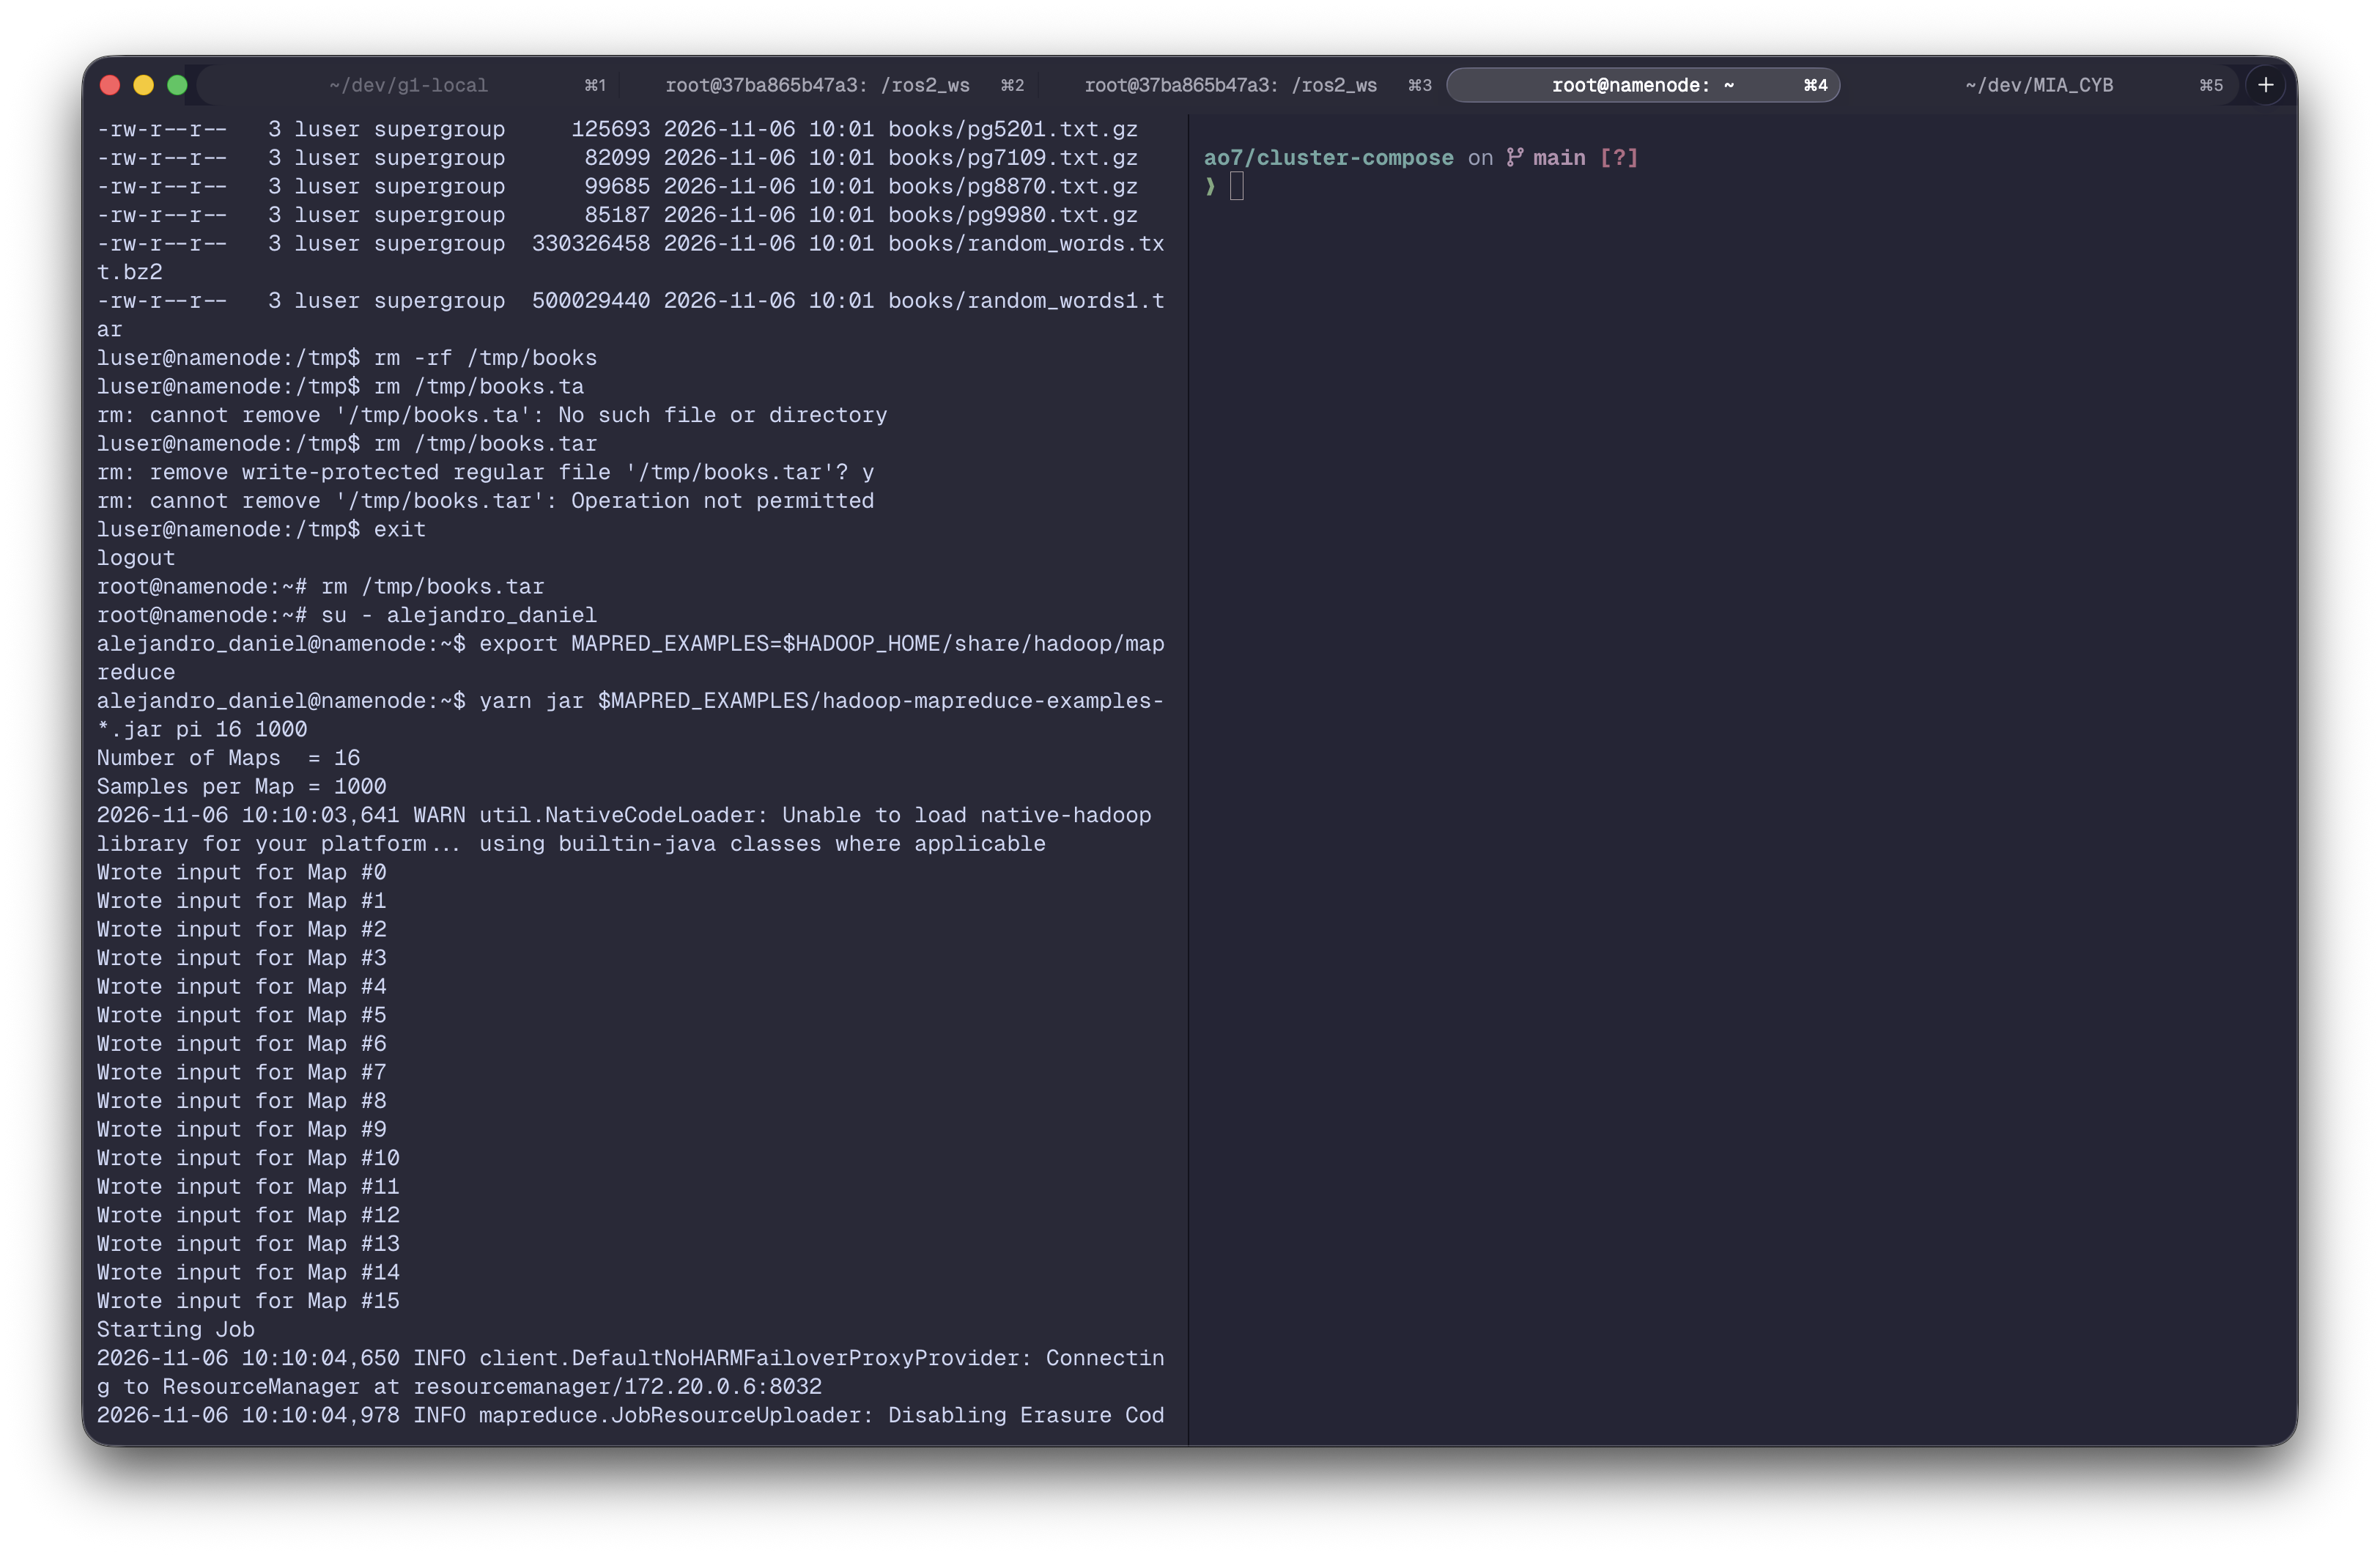 ~/dev/g1-local ⌘1 root@37ba865b47a3: /ros2_ws ⌘2 root@37ba865b47a3: /ros2_ws ⌘3 root@namenode: ~ ⌘4 ~/dev/MIA_CYB ⌘5 +
-rw-r--r--   3 luser supergroup     125693 2026-11-06 10:01 books/pg5201.txt.gz
-rw-r--r--   3 luser supergroup      82099 2026-11-06 10:01 books/pg7109.txt.gz
-rw-r--r--   3 luser supergroup      99685 2026-11-06 10:01 books/pg8870.txt.gz
-rw-r--r--   3 luser supergroup      85187 2026-11-06 10:01 books/pg9980.txt.gz
-rw-r--r--   3 luser supergroup  330326458 2026-11-06 10:01 books/random_words.tx
t.bz2
-rw-r--r--   3 luser supergroup  500029440 2026-11-06 10:01 books/random_words1.t
ar
luser@namenode:/tmp$ rm -rf /tmp/books
luser@namenode:/tmp$ rm /tmp/books.ta
rm: cannot remove '/tmp/books.ta': No such file or directory
luser@namenode:/tmp$ rm /tmp/books.tar
rm: remove write-protected regular file '/tmp/books.tar'? y
rm: cannot remove '/tmp/books.tar': Operation not permitted
luser@namenode:/tmp$ exit
logout
root@namenode:~# rm /tmp/books.tar
root@namenode:~# su - alejandro_daniel
alejandro_daniel@namenode:~$ export MAPRED_EXAMPLES=$HADOOP_HOME/share/hadoop/map
reduce
alejandro_daniel@namenode:~$ yarn jar $MAPRED_EXAMPLES/hadoop-mapreduce-examples-
*.jar pi 16 1000
Number of Maps  = 16
Samples per Map = 1000
2026-11-06 10:10:03,641 WARN util.NativeCodeLoader: Unable to load native-hadoop
library for your platform... using builtin-java classes where applicable
Wrote input for Map #0
Wrote input for Map #1
Wrote input for Map #2
Wrote input for Map #3
Wrote input for Map #4
Wrote input for Map #5
Wrote input for Map #6
Wrote input for Map #7
Wrote input for Map #8
Wrote input for Map #9
Wrote input for Map #10
Wrote input for Map #11
Wrote input for Map #12
Wrote input for Map #13
Wrote input for Map #14
Wrote input for Map #15
Starting Job
2026-11-06 10:10:04,650 INFO client.DefaultNoHARMFailoverProxyProvider: Connectin
g to ResourceManager at resourcemanager/172.20.0.6:8032
2026-11-06 10:10:04,978 INFO mapreduce.JobResourceUploader: Disabling Erasure Cod
ao7/cluster-compose on main [?]
❯